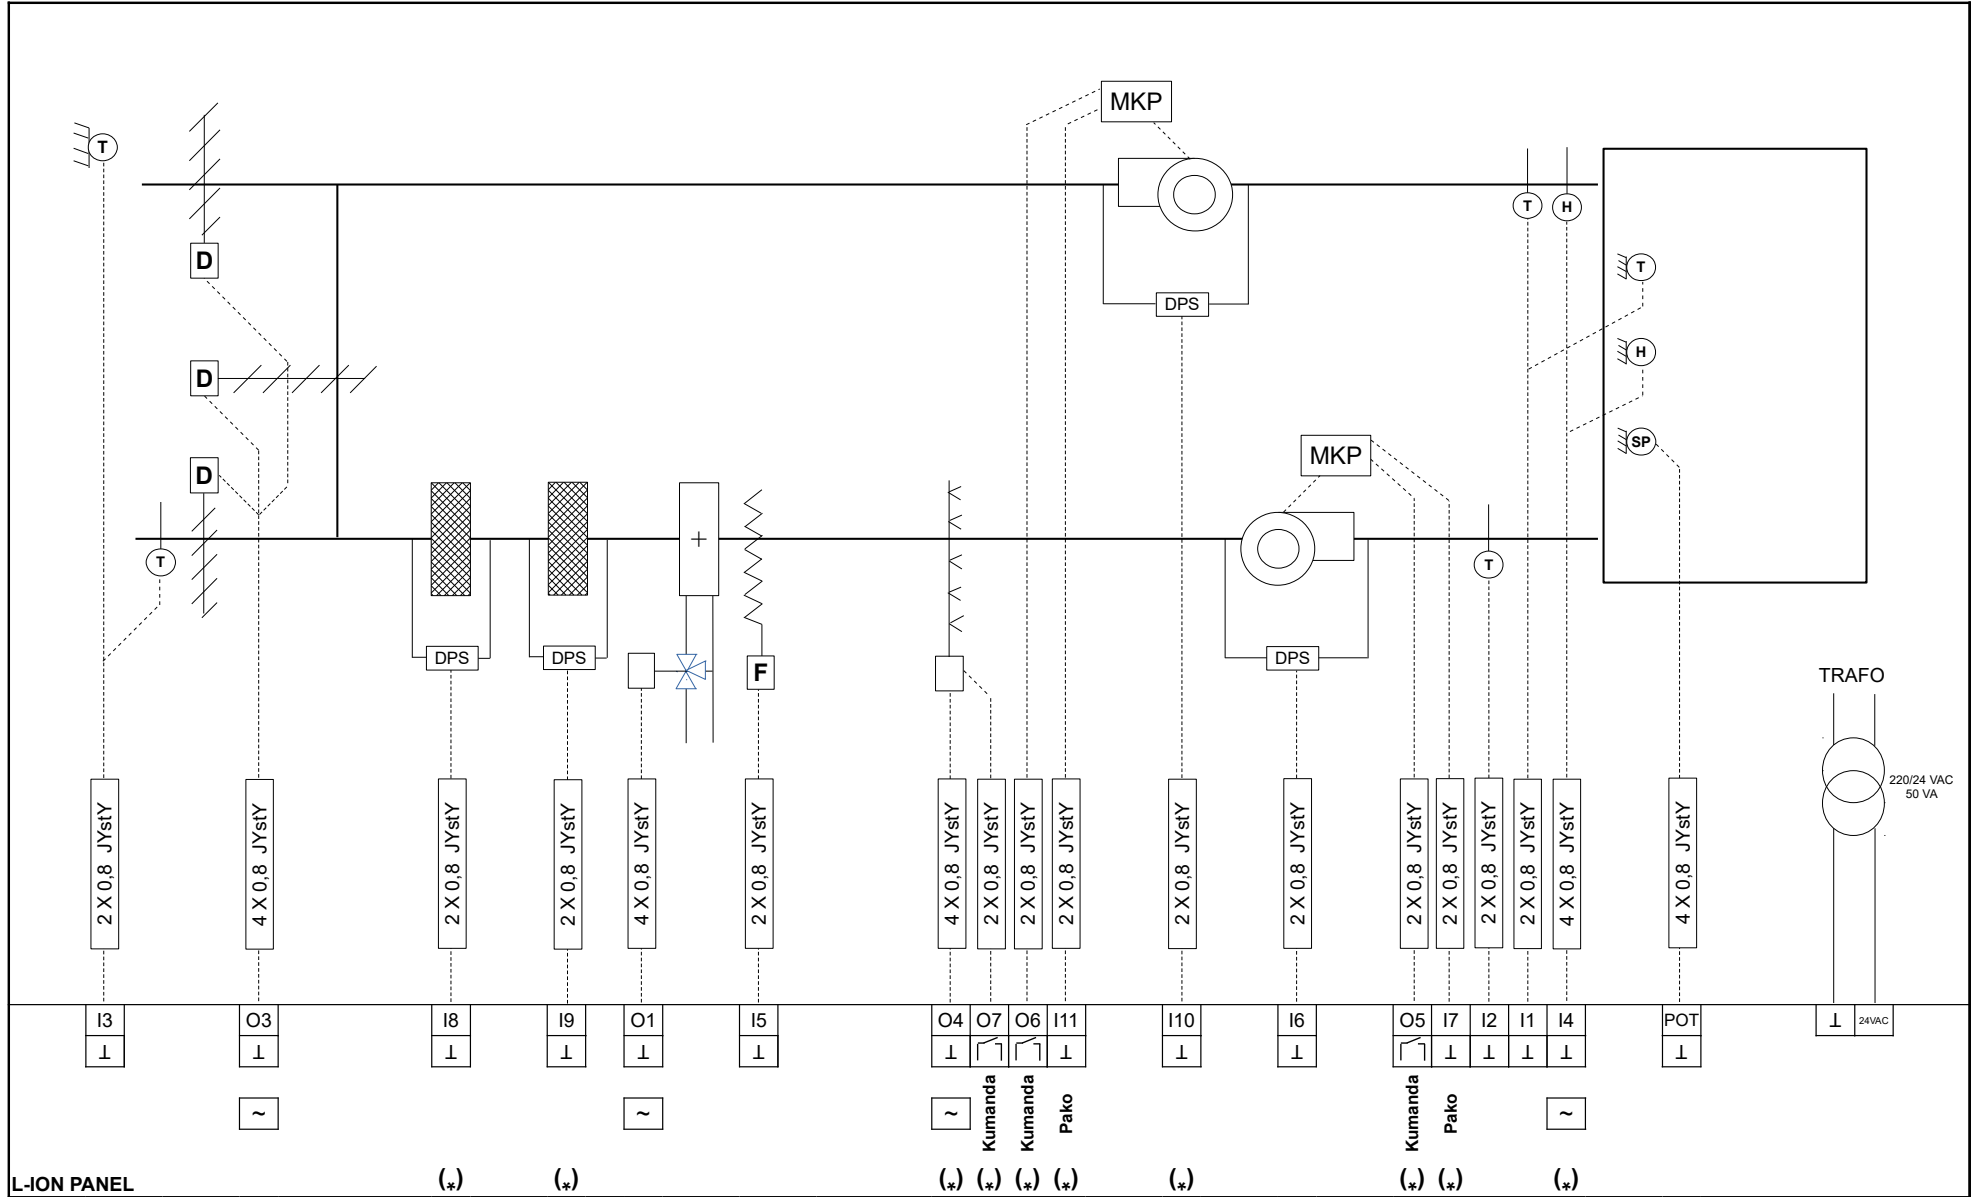 MKP
T
T
H
D
T
DPS
H
D
SP
MKP
D
T
T
+
DPS
DPS
DPS
F
TRAFO
220/24 VAC
50 VA
2 X 0,8 JYstY
4 X 0,8 JYstY
2 X 0,8 JYstY
2 X 0,8 JYstY
4 X 0,8 JYstY
2 X 0,8 JYstY
4 X 0,8 JYstY
2 X 0,8 JYstY
2 X 0,8 JYstY
2 X 0,8 JYstY
2 X 0,8 JYstY
2 X 0,8 JYstY
2 X 0,8 JYstY
2 X 0,8 JYstY
2 X 0,8 JYstY
2 X 0,8 JYstY
4 X 0,8 JYstY
4 X 0,8 JYstY
I3 O3 I8 I9 O1 I5 O4 O7 O6 I11 I10 I6 O5 I7 I2 I1 I4 POT ⊥ 24VAC
⊥ ⊥ ⊥ ⊥ ⊥ ⊥ ⊥ ⊥ ⊥ ⊥ ⊥ ⊥ ⊥ ⊥ ⊥
~ ~ ~ Kumanda Kumanda Pako Kumanda Pako ~
L-ION PANEL (*) (*) (*) (*) (*) (*) (*) (*) (*) (*)